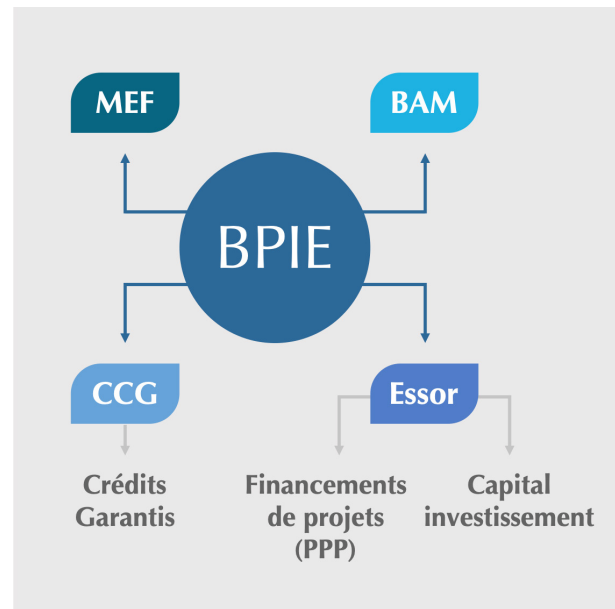 MEF
BAM
BPIE
CCG
Essor
Crédits
Garantis
Financements
de projets
(PPP)
Capital
investissement